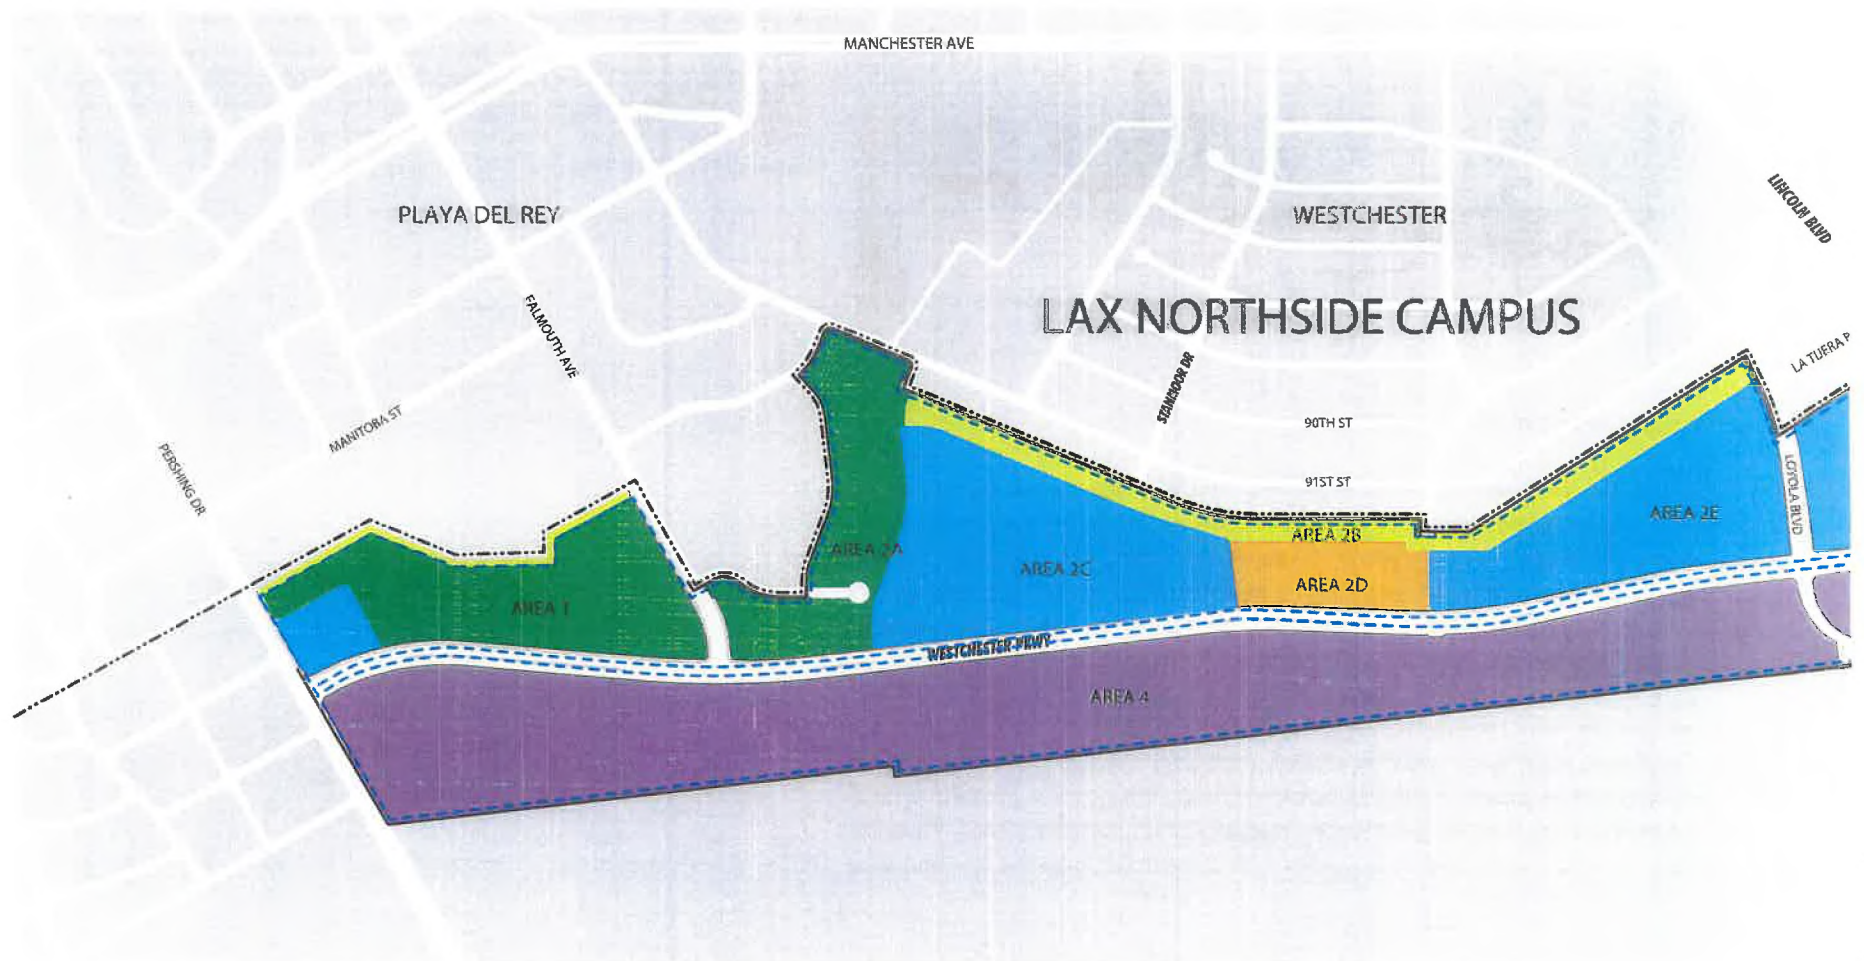 MANCHESTER AVE
LINCOLN BLVD
PLAYA DEL REY
WESTCHESTER
LAX NORTHSIDE CAMPUS
FALMOUTH AVE
LA TIJERA P
STANMOOR DR
MANITOBA ST
90TH ST
PERSHING DR
91ST ST
LOYOLA BLVD
AREA 2E
AREA 2B
AREA 2A
AREA 2C
AREA 2D
AREA 1
WESTCHESTER PKWY
AREA 4